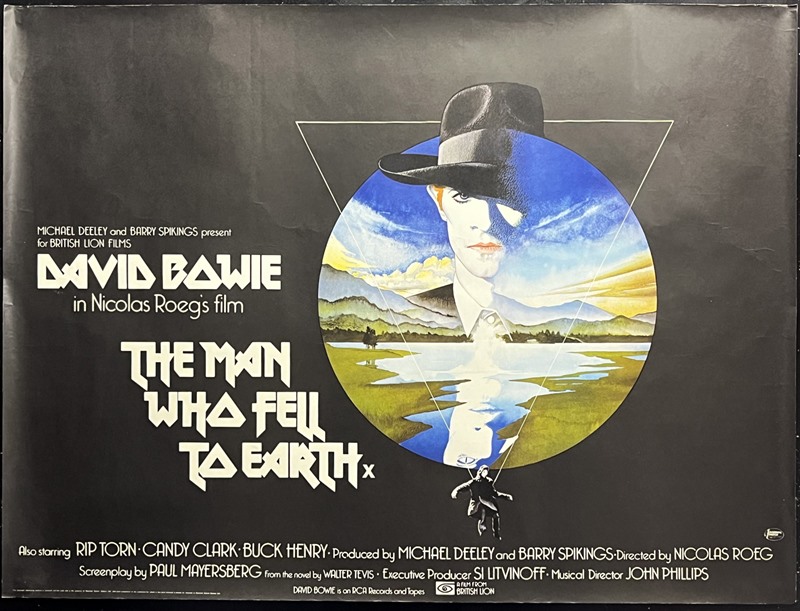 MICHAEL DEELEY and BARRY SPIKINGS present
for BRITISH LION FILMS
DAVID BOWIE
in Nicolas Roeg's film
THE MAN
WHO FELL
TO EARTH x
Also starring RIP TORN · CANDY CLARK · BUCK HENRY · Produced by MICHAEL DEELEY and BARRY SPIKINGS · Directed by NICOLAS ROEG
Screenplay by PAUL MAYERSBERG From the novel by WALTER TEVIS · Executive Producer SI LITVINOFF · Musical Director JOHN PHILLIPS
DAVID BOWIE is on RCA Records and Tapes
A FILM FROM
BRITISH LION